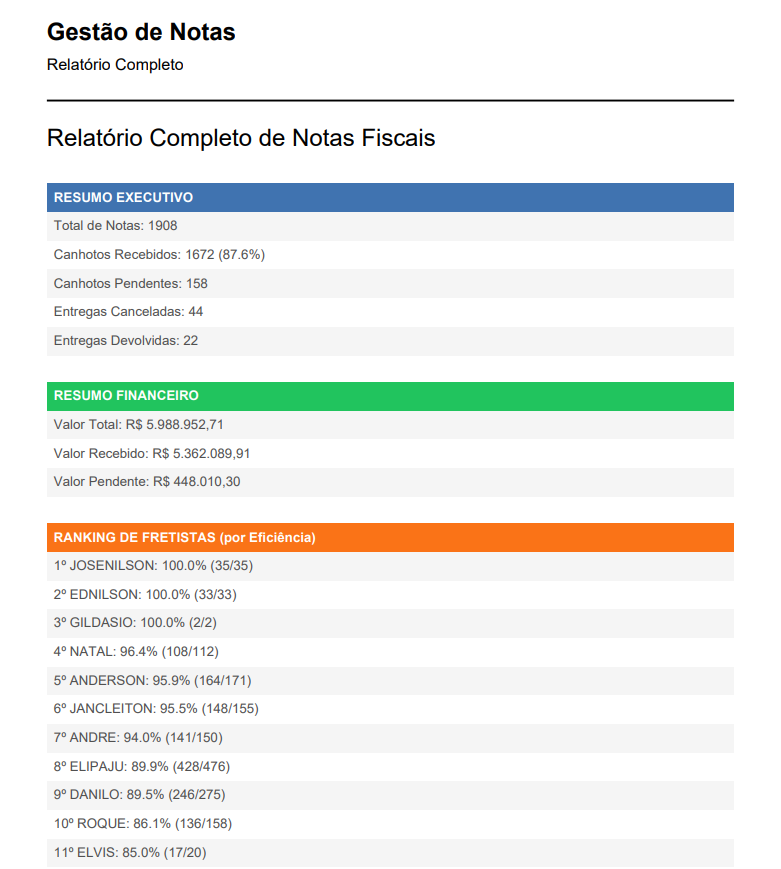 Gestão de Notas
Relatório Completo
Relatório Completo de Notas Fiscais
RESUMO EXECUTIVO
Total de Notas: 1908
Canhotos Recebidos: 1672 (87.6%)
Canhotos Pendentes: 158
Entregas Canceladas: 44
Entregas Devolvidas: 22
RESUMO FINANCEIRO
Valor Total: R$ 5.988.952,71
Valor Recebido: R$ 5.362.089,91
Valor Pendente: R$ 448.010,30
RANKING DE FRETISTAS (por Eficiência)
1º JOSENILSON: 100.0% (35/35)
2º EDNILSON: 100.0% (33/33)
3º GILDASIO: 100.0% (2/2)
4º NATAL: 96.4% (108/112)
5º ANDERSON: 95.9% (164/171)
6º JANCLEITON: 95.5% (148/155)
7º ANDRE: 94.0% (141/150)
8º ELIPAJU: 89.9% (428/476)
9º DANILO: 89.5% (246/275)
10º ROQUE: 86.1% (136/158)
11º ELVIS: 85.0% (17/20)